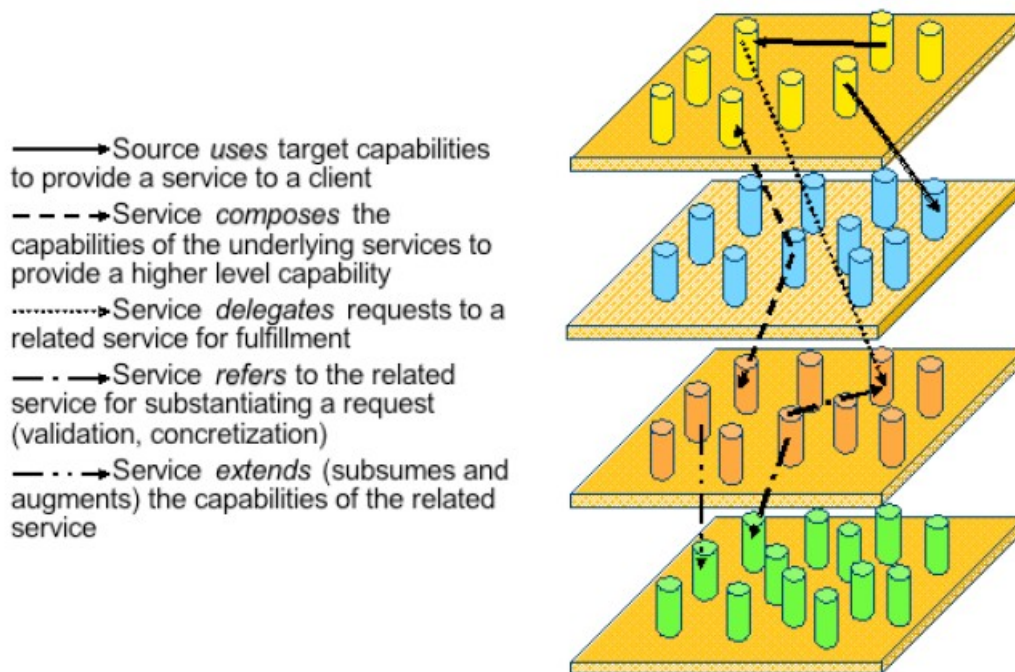 Source uses target capabilities
to provide a service to a client
Service composes the
capabilities of the underlying services to
provide a higher level capability
Service delegates requests to a
related service for fulfillment
Service refers to the related
service for substantiating a request
(validation, concretization)
Service extends (subsumes and
augments) the capabilities of the related
service